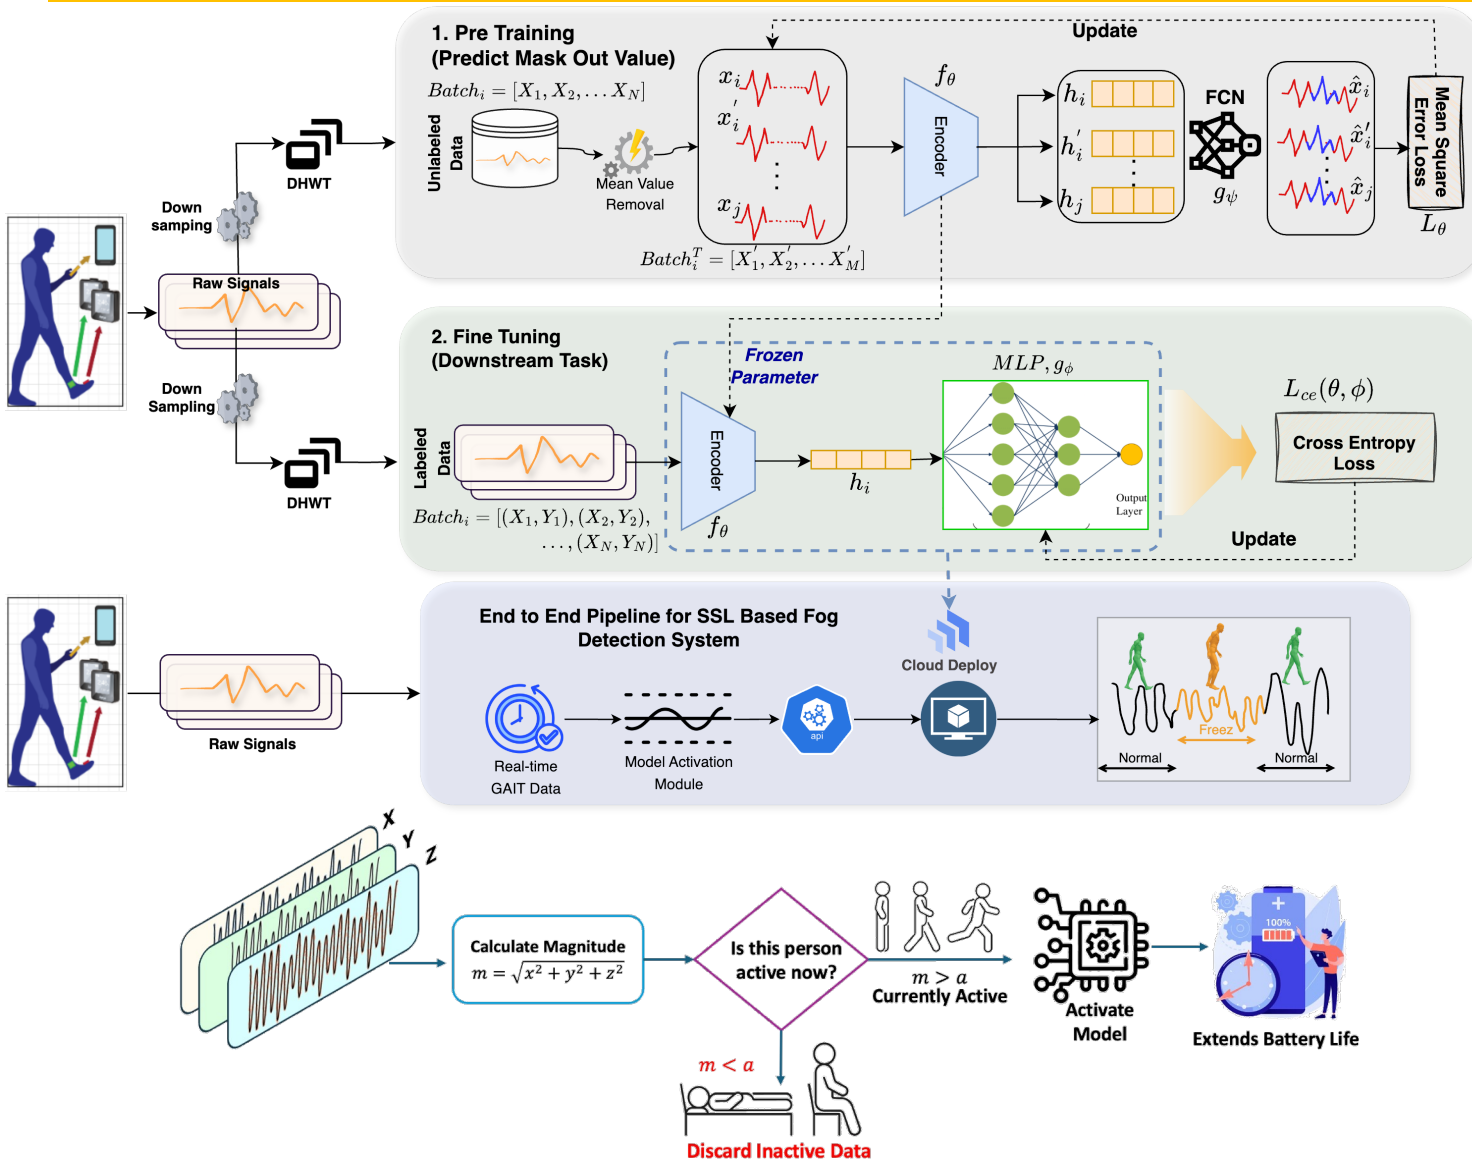 1. Pre Training
(Predict Mask Out Value)
Update
Batch_i = [X_1, X_2, ... X_N]
Unlabeled
Data
Mean Value
Removal
x_i
x_i'
x_j
Batch_i^T = [X_1', X_2', ... X_M']
f_θ
Encoder
h_i
h_i'
h_j
FCN
g_ψ
x̂_i
x̂_i'
x̂_j
Mean Square
Error Loss
L_θ
DHWT
Down
samping
Raw Signals
Down
Sampling
DHWT
2. Fine Tuning
(Downstream Task)
Labeled
Data
Batch_i = [(X_1, Y_1), (X_2, Y_2),
..., (X_N, Y_N)]
Frozen
Parameter
Encoder
f_θ
h_i
MLP, g_ϕ
Output
Layer
L_ce(θ, ϕ)
Cross Entropy
Loss
Update
End to End Pipeline for SSL Based Fog
Detection System
Cloud Deploy
Raw Signals
Real-time
GAIT Data
Model Activation
Module
api
Freez
Normal
Normal
X
Y
Z
Calculate Magnitude
m = √x² + y² + z²
Is this person
active now?
m > a
Currently Active
Activate
Model
100%
Extends Battery Life
m < a
Discard Inactive Data